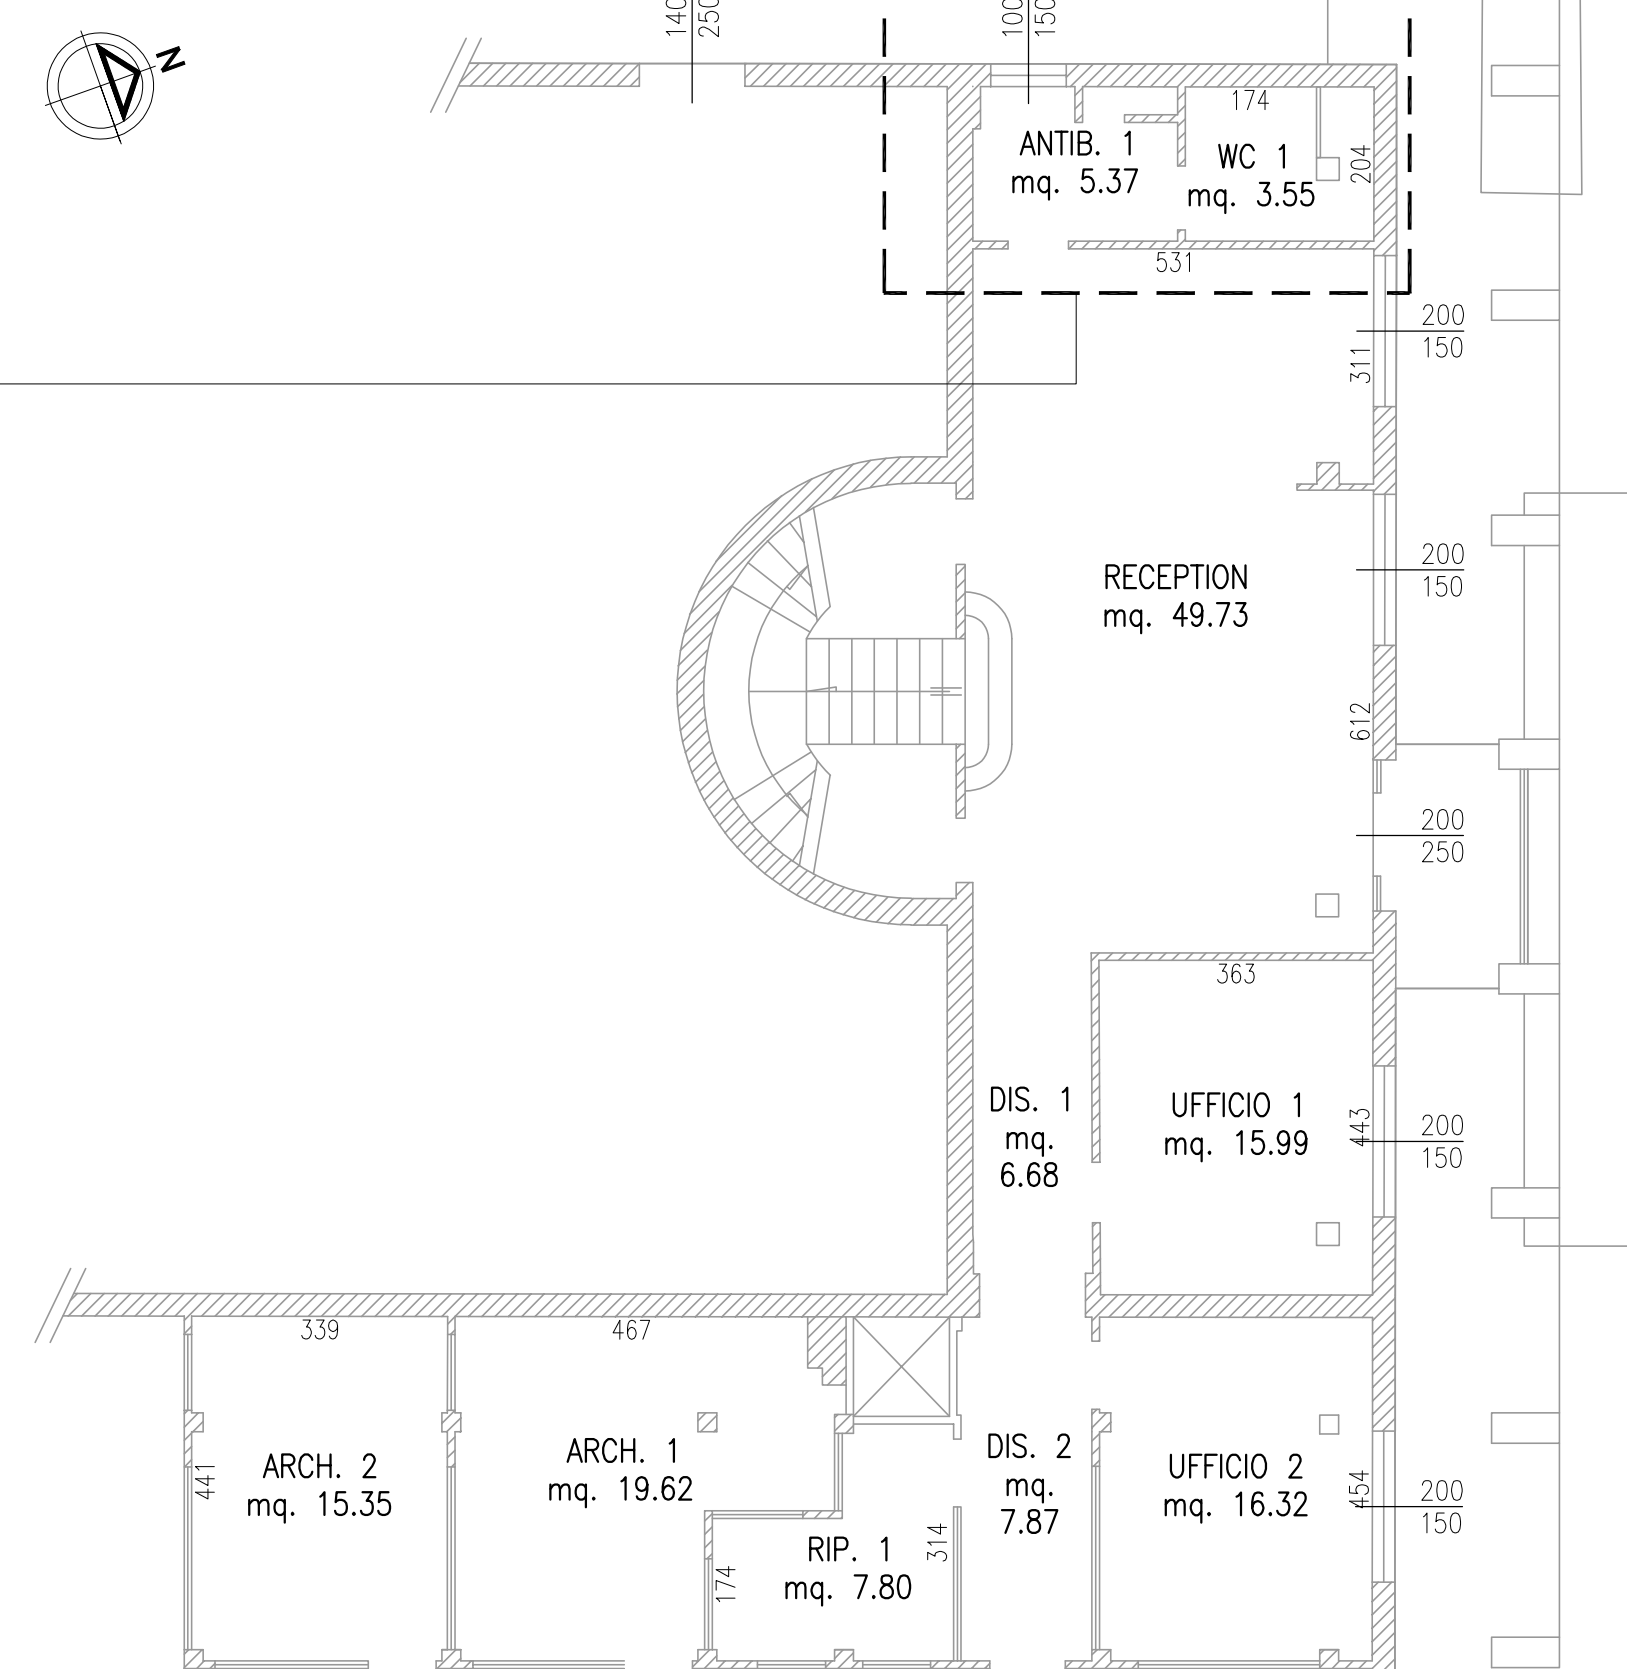 140
250
100
150
N
174
ANTIB. 1
mq. 5.37
WC 1
mq. 3.55
204
531
200
150
311
RECEPTION
mq. 49.73
200
150
612
200
250
363
DIS. 1
mq.
6.68
UFFICIO 1
mq. 15.99
443
200
150
339
467
ARCH. 2
mq. 15.35
441
ARCH. 1
mq. 19.62
DIS. 2
mq.
7.87
UFFICIO 2
mq. 16.32
454
200
150
RIP. 1
mq. 7.80
314
174